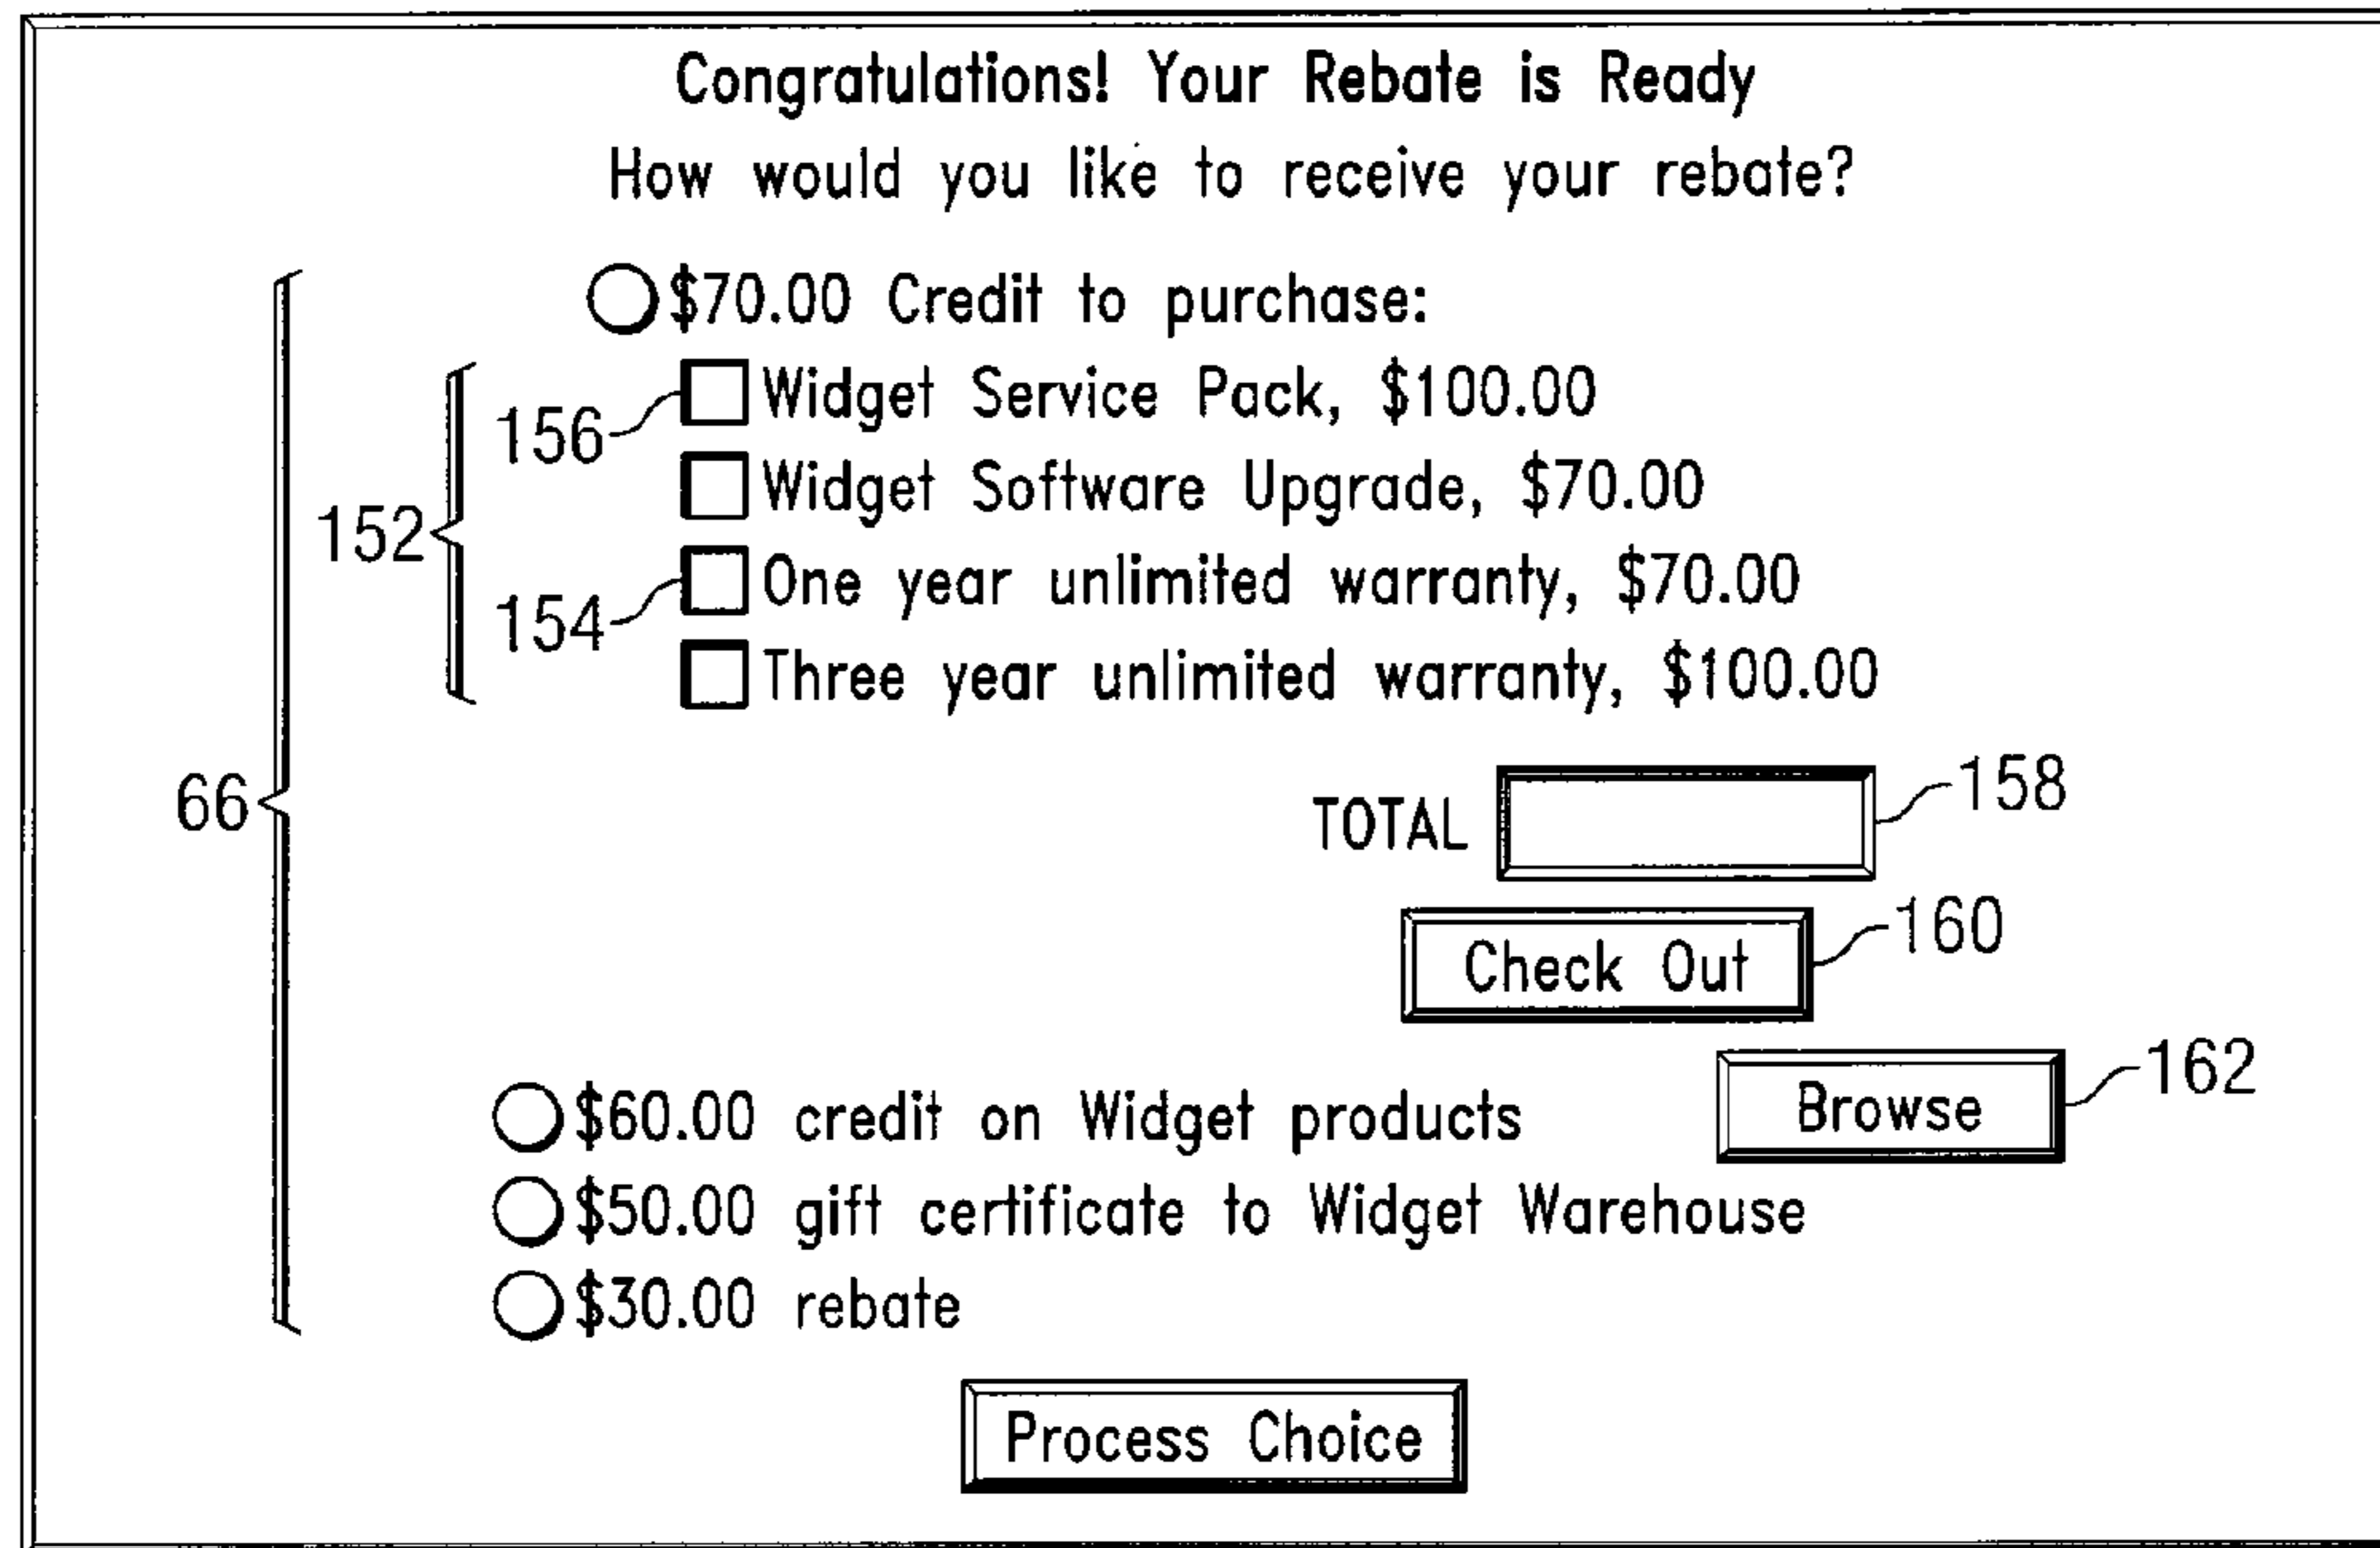 Congratulations! Your Rebate is Ready
How would you like to receive your rebate?
$70.00 Credit to purchase:
156 Widget Service Pack, $100.00
Widget Software Upgrade, $70.00
152
154 One year unlimited warranty, $70.00
Three year unlimited warranty, $100.00
66
TOTAL 158
Check Out 160
$60.00 credit on Widget products Browse 162
$50.00 gift certificate to Widget Warehouse
$30.00 rebate
Process Choice